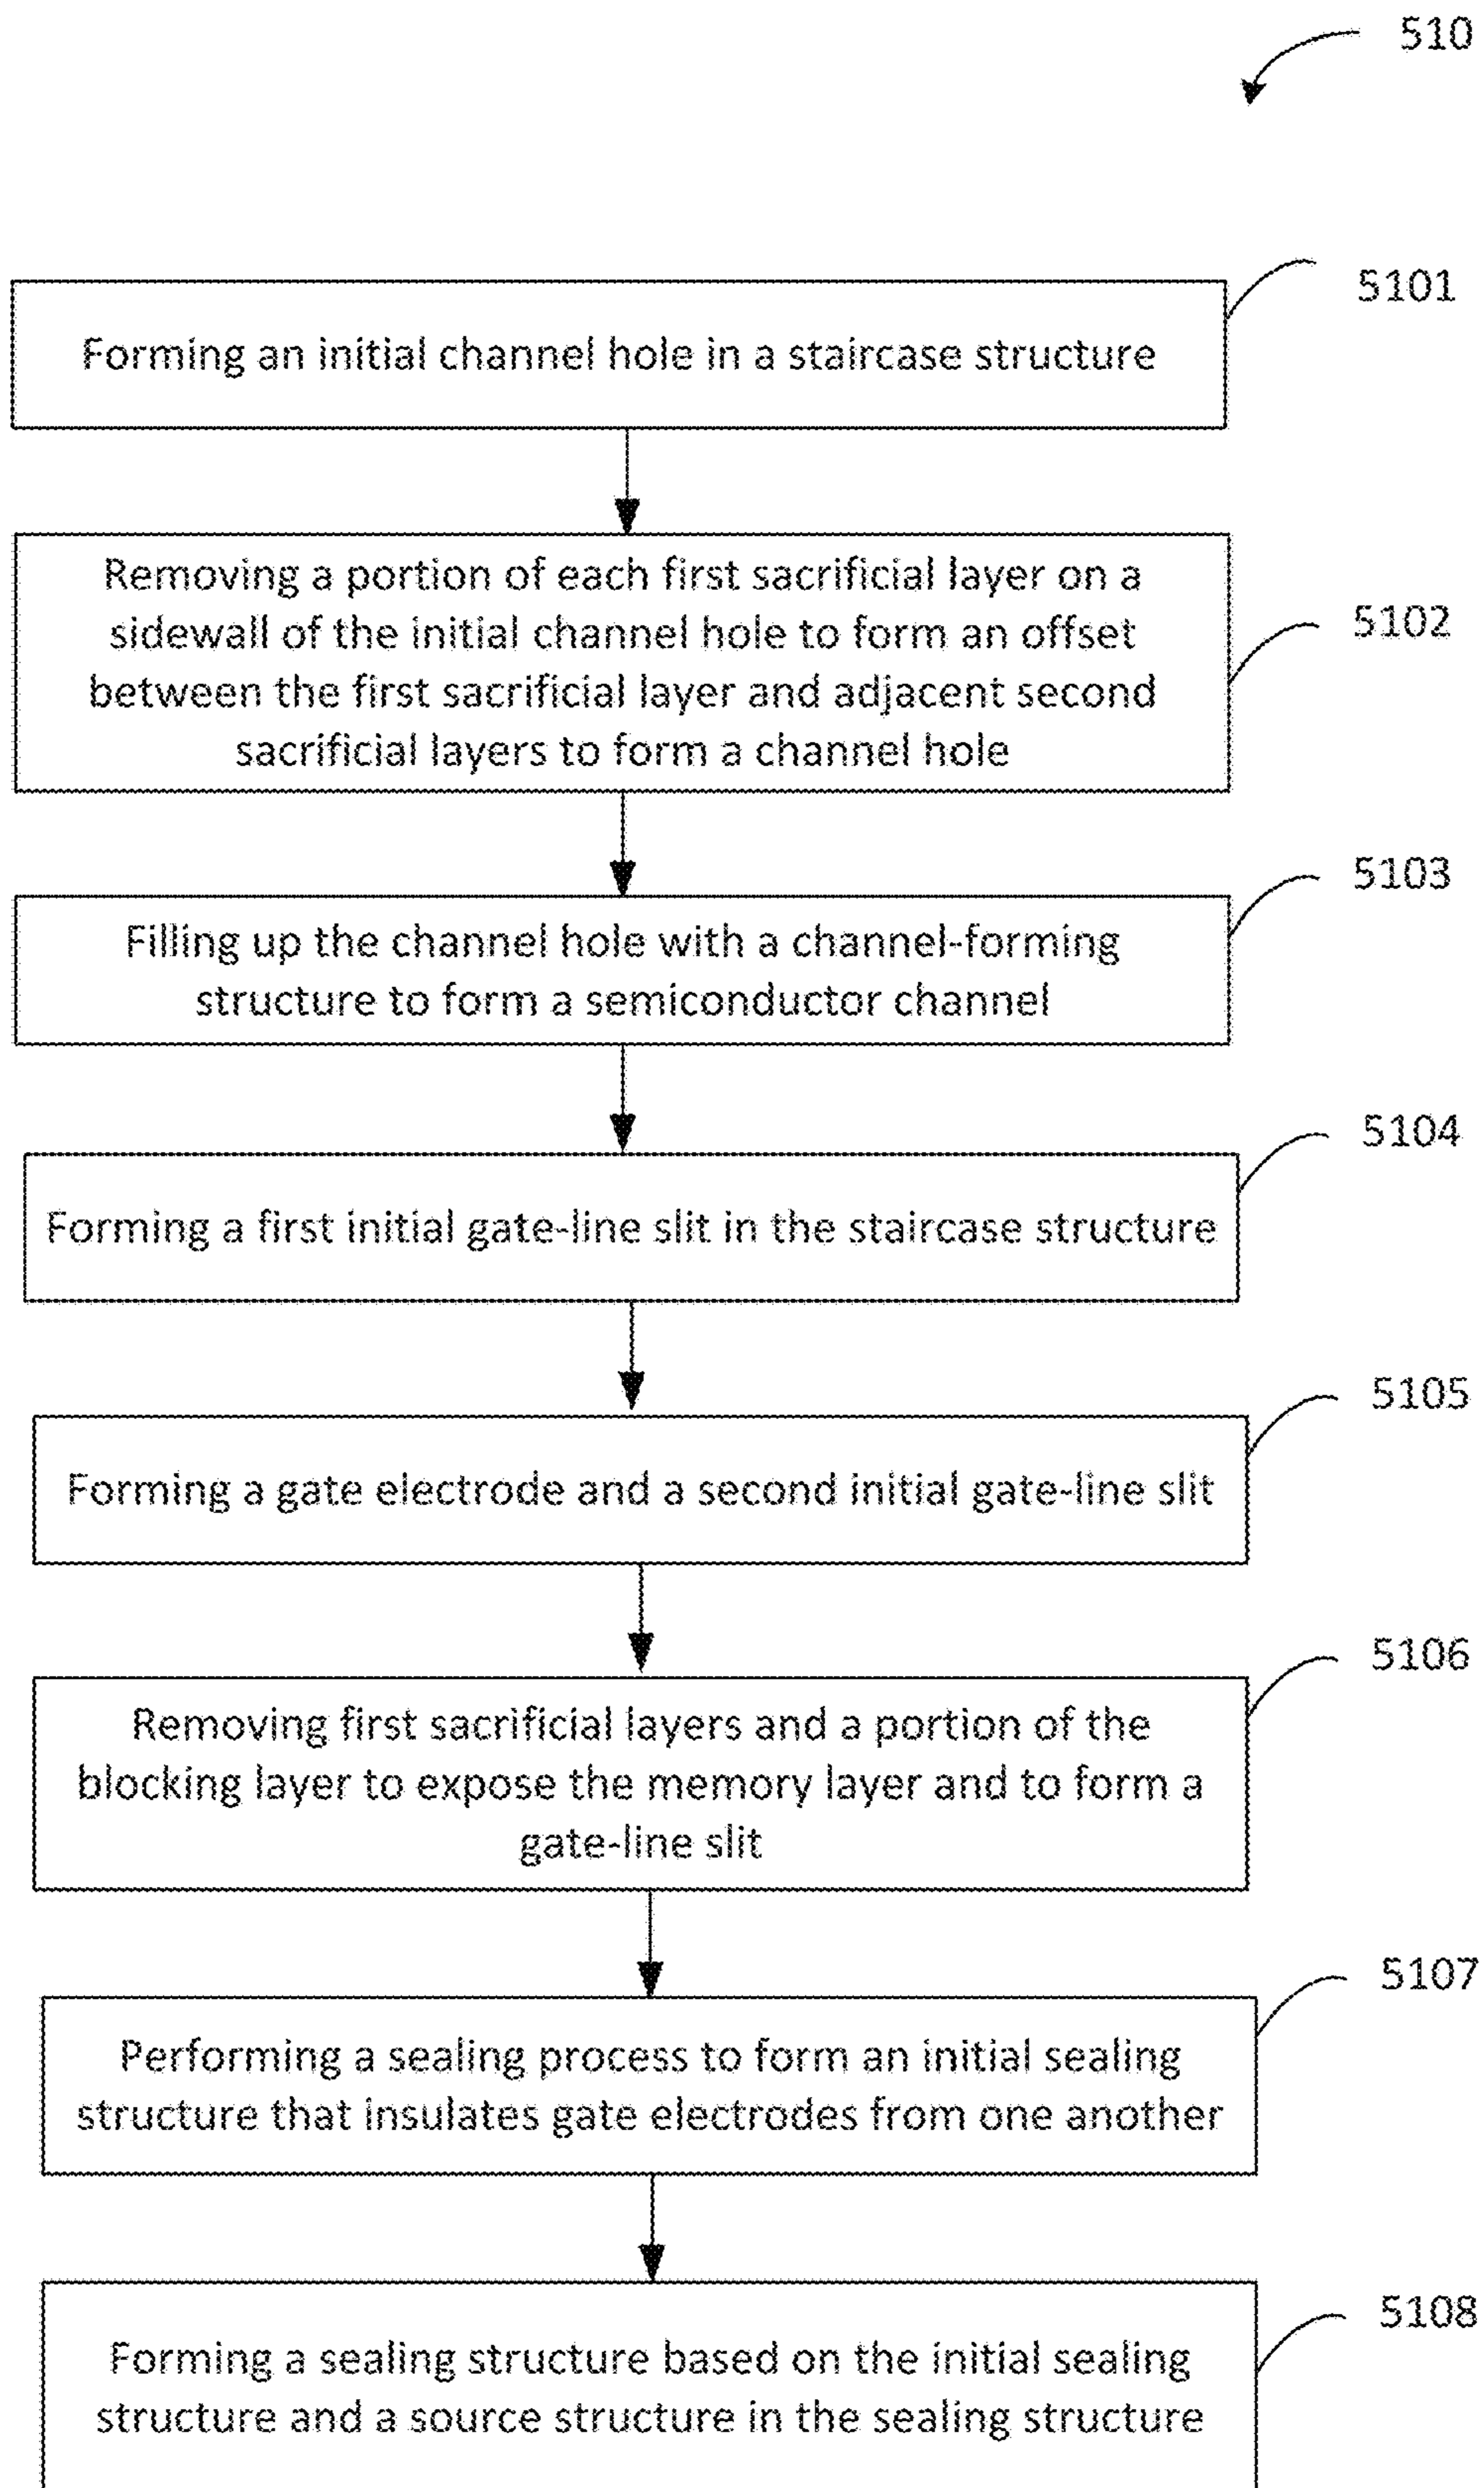 510
5101
Forming an initial channel hole in a staircase structure
Removing a portion of each first sacrificial layer on a
sidewall of the initial channel hole to form an offset
between the first sacrificial layer and adjacent second
sacrificial layers to form a channel hole
5102
5103
Filling up the channel hole with a channel-forming
structure to form a semiconductor channel
5104
Forming a first initial gate-line slit in the staircase structure
5105
Forming a gate electrode and a second initial gate-line slit
5106
Removing first sacrificial layers and a portion of the
blocking layer to expose the memory layer and to form a
gate-line slit
5107
Performing a sealing process to form an initial sealing
structure that insulates gate electrodes from one another
5108
Forming a sealing structure based on the initial sealing
structure and a source structure in the sealing structure